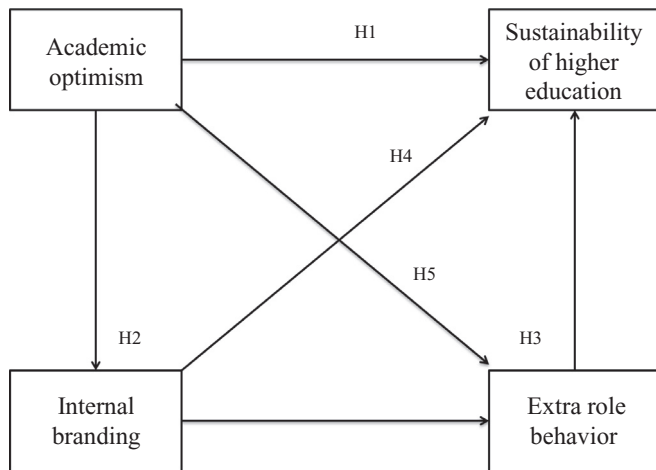 Academic
optimism
H1
Sustainability
of higher
education
H4
H5
H2
H3
Internal
branding
Extra role
behavior